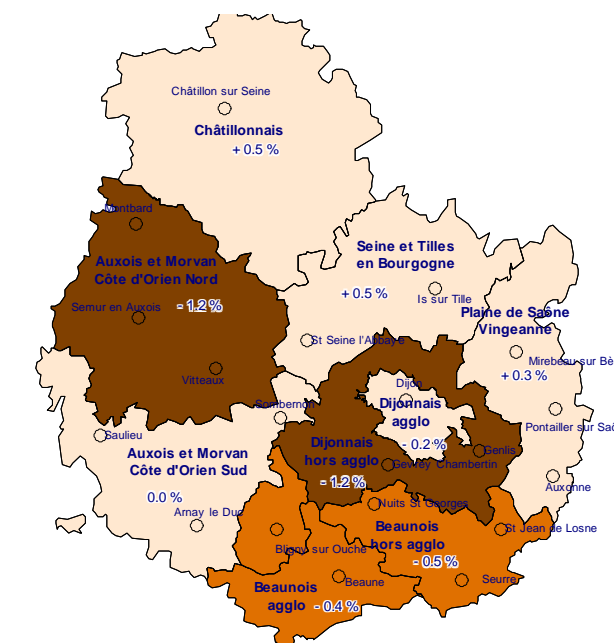 Châtillon sur Seine
Châtillonnais
+ 0.5 %
Montbard
Auxois et Morvan
Côte d'Orien Nord
- 1.2 %
Semur en Auxois
Vitteaux
Seine et Tilles
en Bourgogne
+ 0.5 %
Is sur Tille
St Seine l'Abbaye
Plaine de Saône
Vingeanne
Mirebeau sur Bè
+ 0.3 %
Pontailler sur Saô
Auxonne
Dijon
Dijonnais
agglo
- 0.2 %
Sombernon
Dijonnais
hors agglo
- 1.2 %
Genlis
Gevrey Chambertin
Saulieu
Auxois et Morvan
Côte d'Orien Sud
0.0 %
Arnay le Duc
Nuits St Georges
Beaunois
hors agglo
- 0.5 %
St Jean de Losne
Seurre
Bligny sur Ouche
Beaunois
agglo
- 0.4 %
Beaune